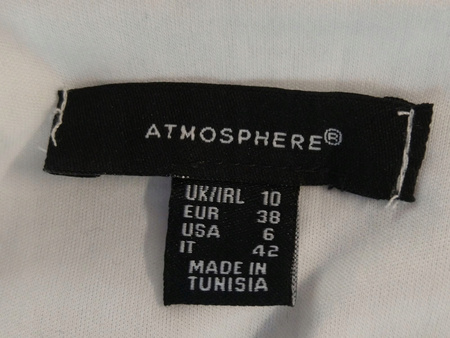 ATMOSPHERE®
UK/IRL 10
EUR 38
USA 6
IT 42
MADE IN
TUNISIA